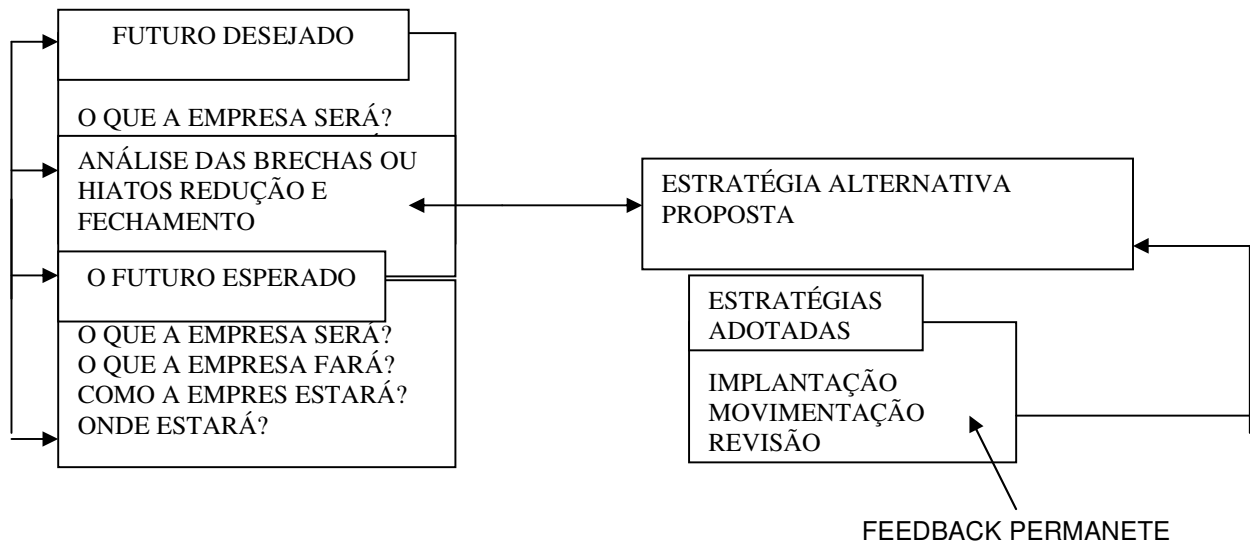 FUTURO DESEJADO
O QUE A EMPRESA SERÁ?
ANÁLISE DAS BRECHAS OU
HIATOS REDUÇÃO E
FECHAMENTO
O FUTURO ESPERADO
O QUE A EMPRESA SERÁ?
O QUE A EMPRESA FARÁ?
COMO A EMPRES ESTARÁ?
ONDE ESTARÁ?
ESTRATÉGIA ALTERNATIVA
PROPOSTA
ESTRATÉGIAS
ADOTADAS
IMPLANTAÇÃO
MOVIMENTAÇÃO
REVISÃO
FEEDBACK PERMANETE